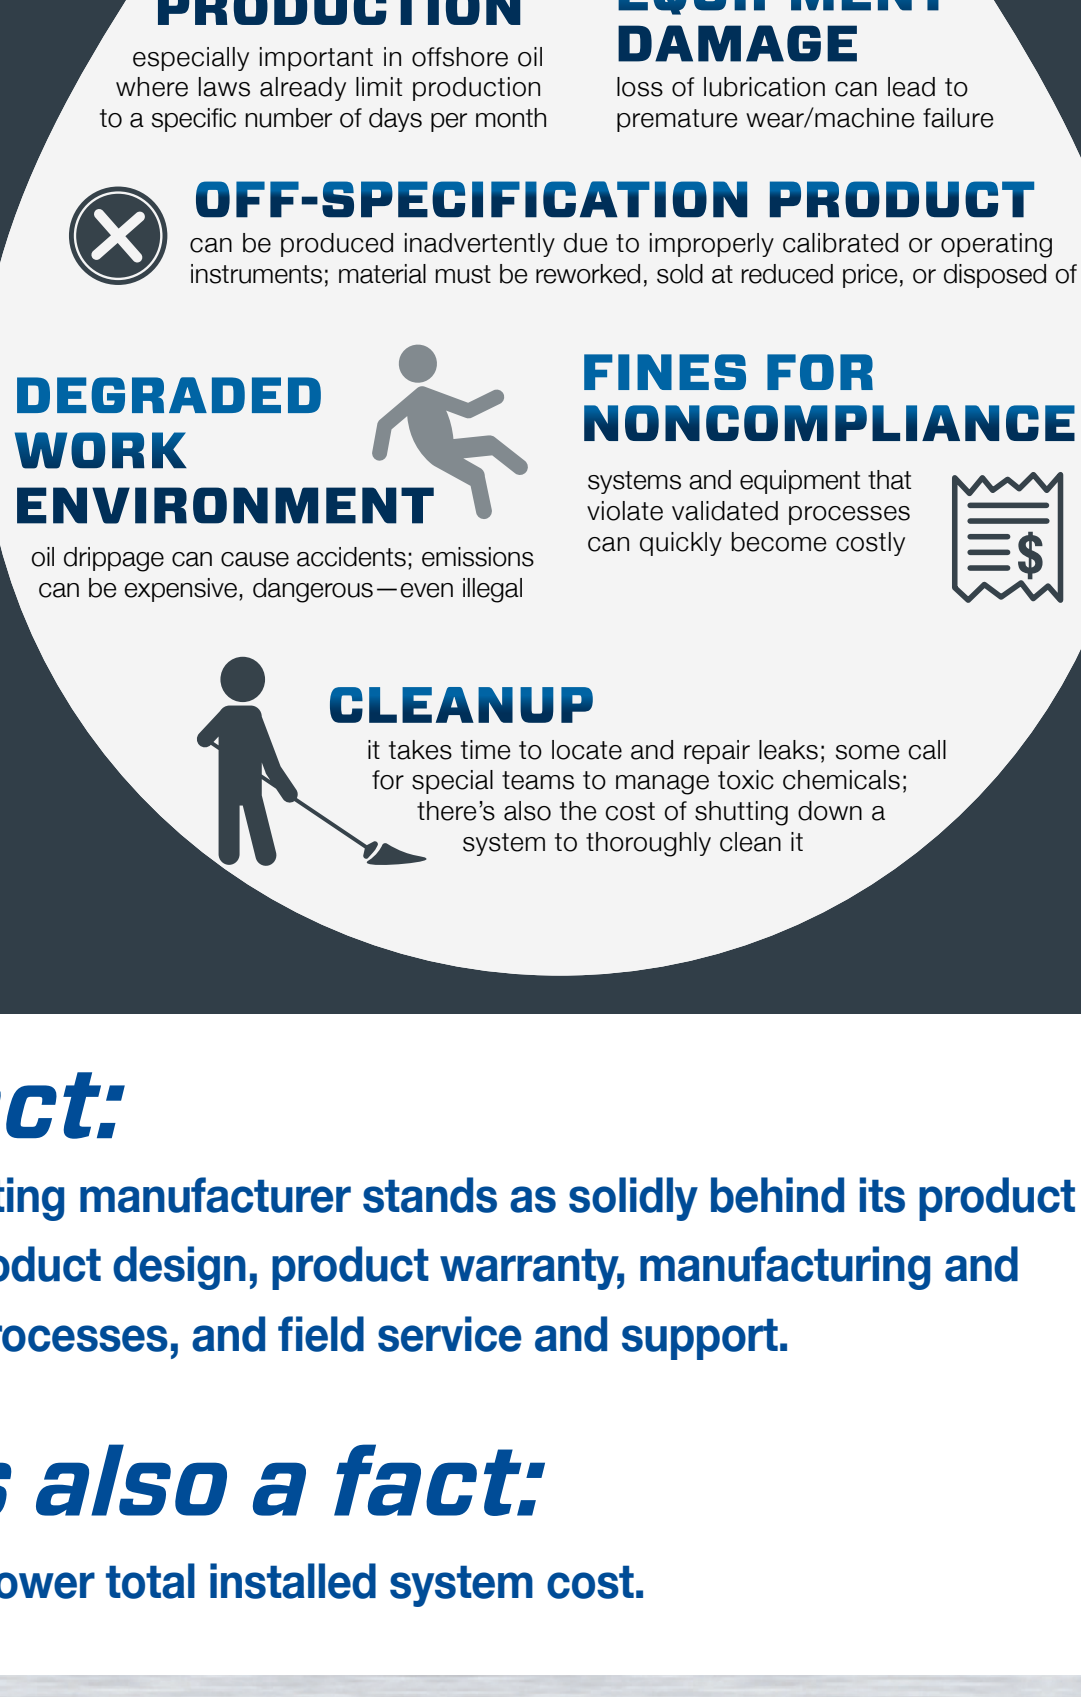 PRODUCTION
especially important in offshore oil
where laws already limit production
to a specific number of days per month
EQUIPMENT
DAMAGE
loss of lubrication can lead to
premature wear/machine failure
OFF-SPECIFICATION PRODUCT
can be produced inadvertently due to improperly calibrated or operating
instruments; material must be reworked, sold at reduced price, or disposed of
DEGRADED
WORK
ENVIRONMENT
oil drippage can cause accidents; emissions
can be expensive, dangerous—even illegal
FINES FOR
NONCOMPLIANCE
systems and equipment that
violate validated processes
can quickly become costly
$
CLEANUP
it takes time to locate and repair leaks; some call
for special teams to manage toxic chemicals;
there's also the cost of shutting down a
system to thoroughly clean it
ct:
ting manufacturer stands as solidly behind its product
oduct design, product warranty, manufacturing and
rocesses, and field service and support.
s also a fact:
ower total installed system cost.